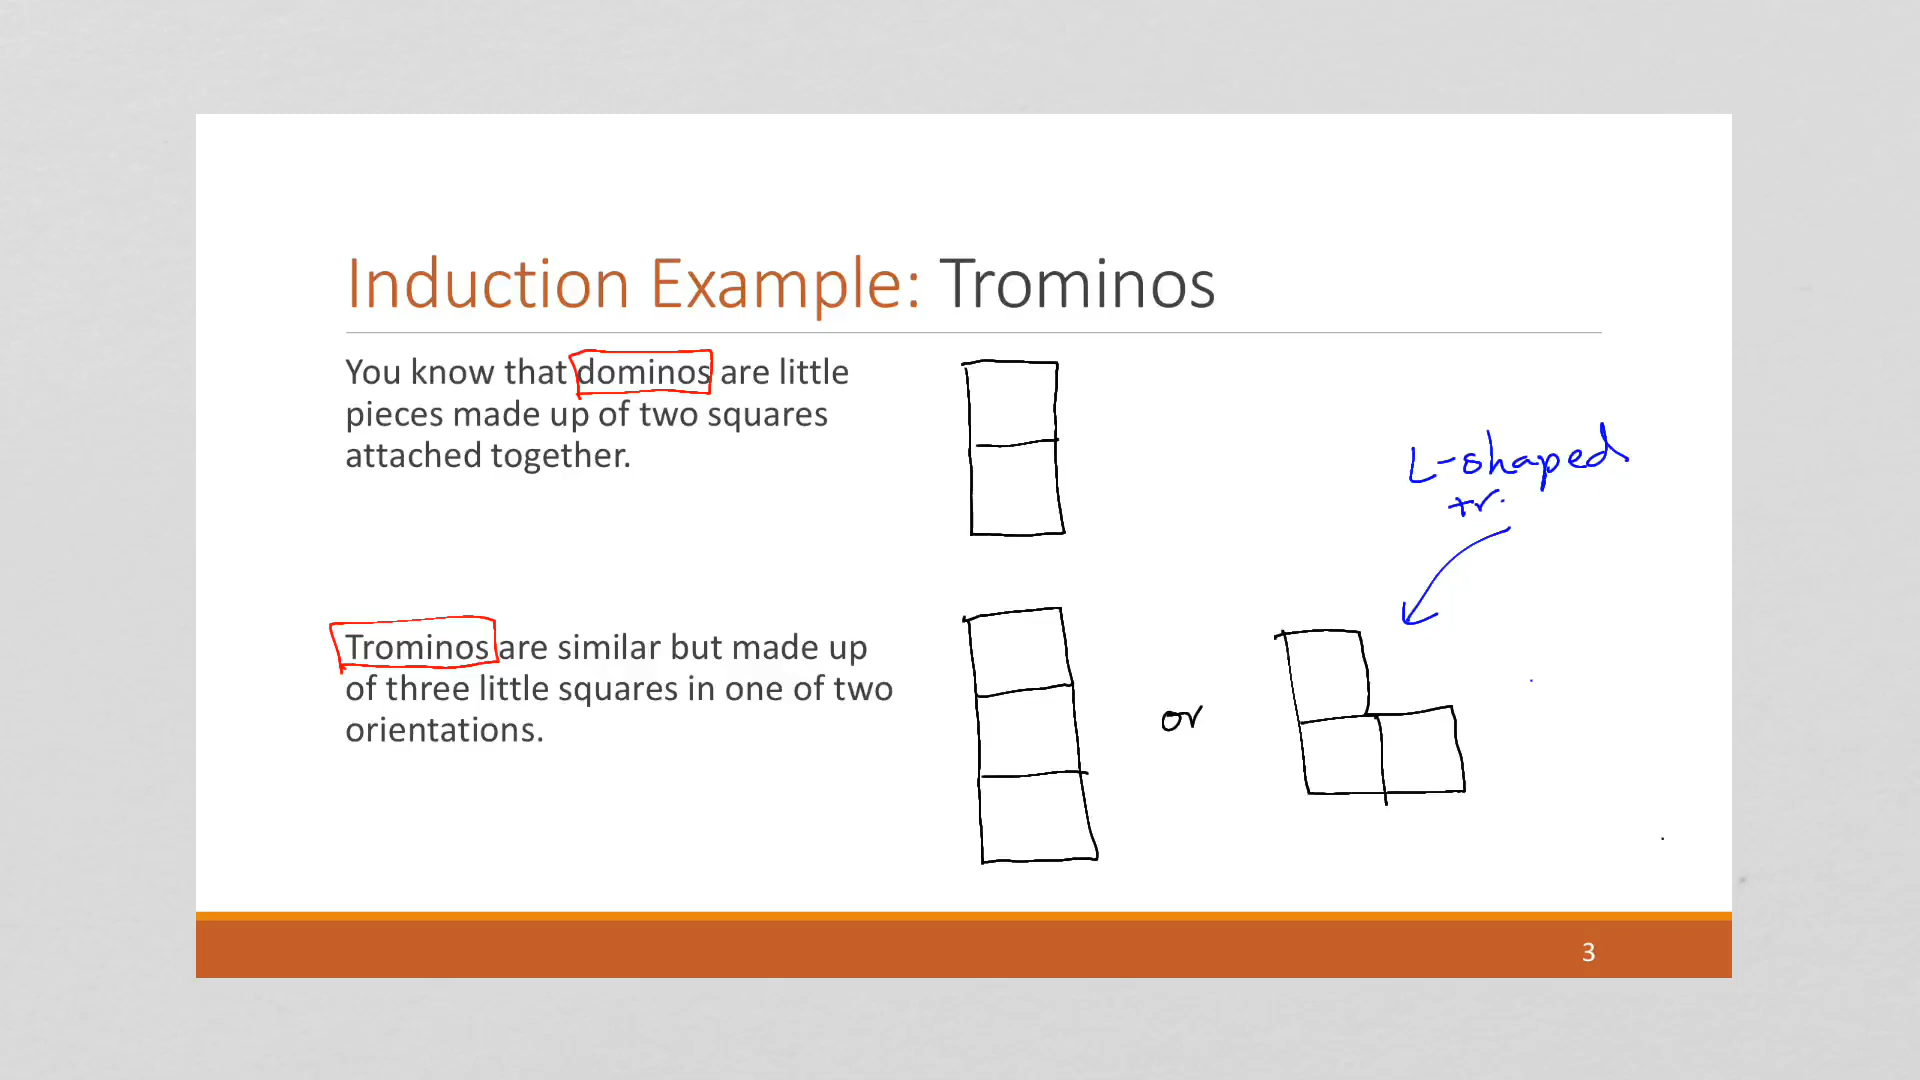 Induction Example: Trominos
You know that dominos are little
pieces made up of two squares
attached together.
L-shaped
tr.
Trominos are similar but made up
of three little squares in one of two
orientations.
or
3